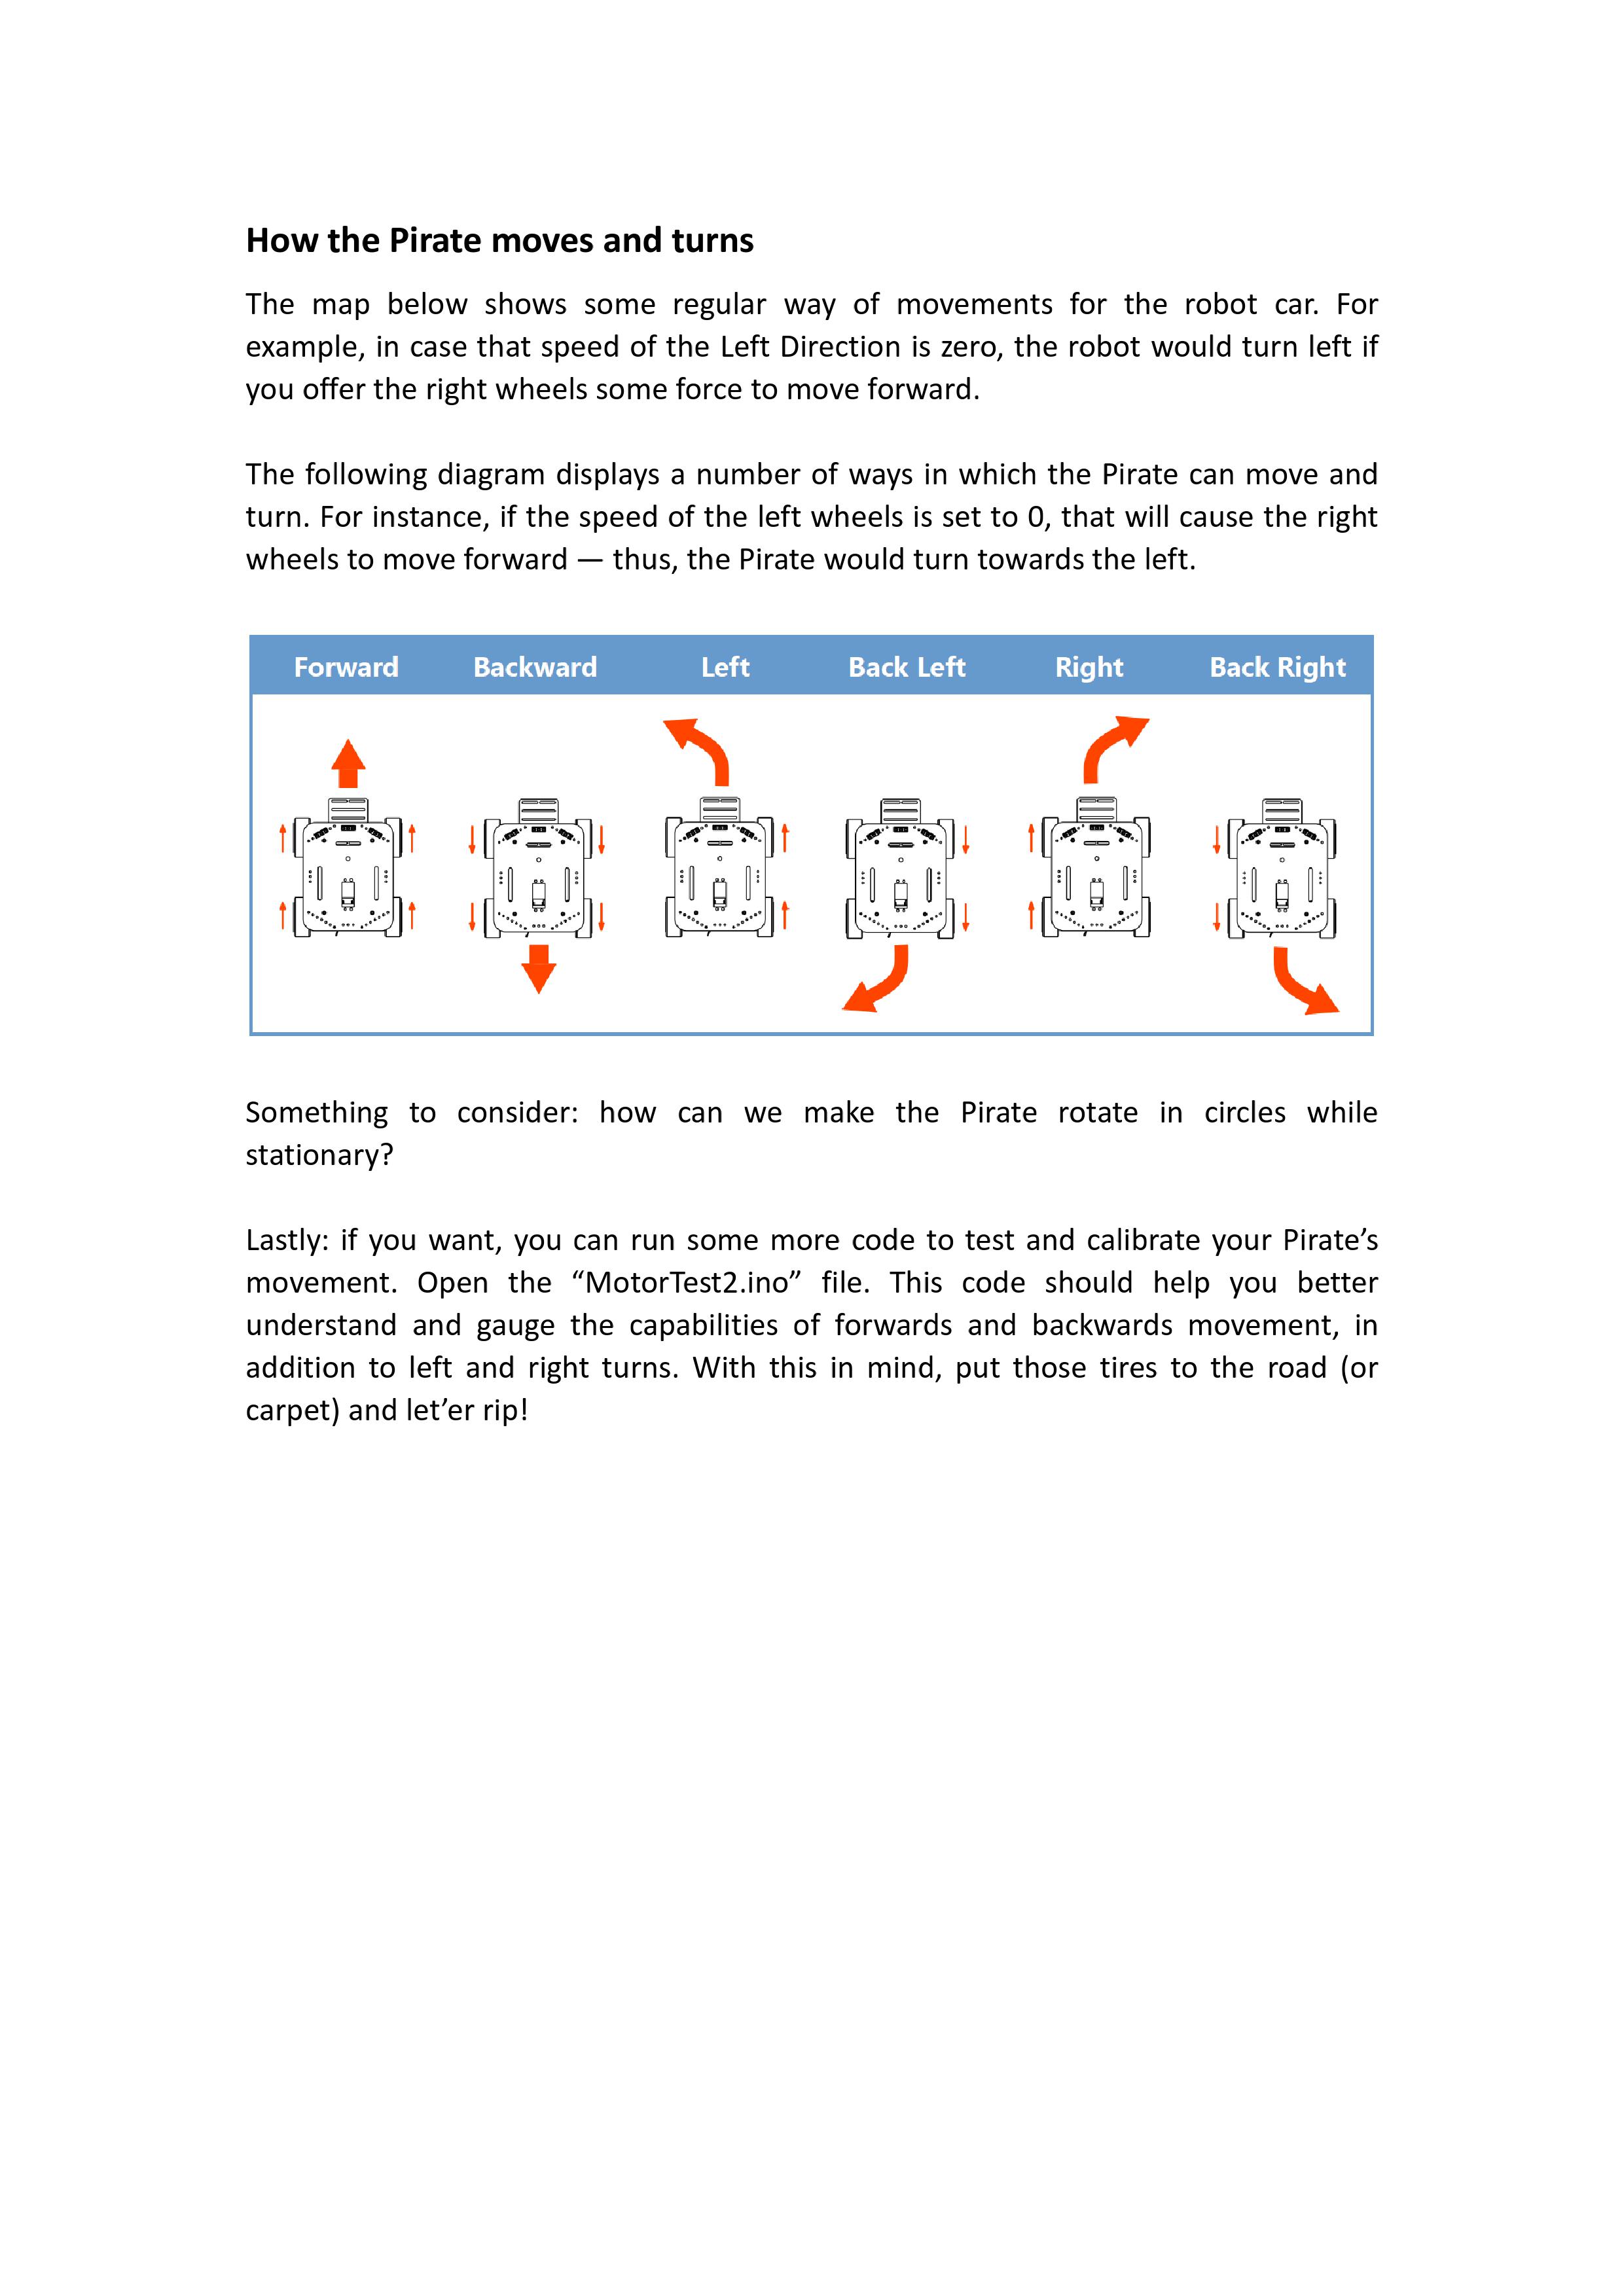 How the Pirate moves and turns
The map below shows some regular way of movements for the robot car. For
example, in case that speed of the Left Direction is zero, the robot would turn left if
you offer the right wheels some force to move forward.
The following diagram displays a number of ways in which the Pirate can move and
turn. For instance, if the speed of the left wheels is set to 0, that will cause the right
wheels to move forward — thus, the Pirate would turn towards the left.
Forward Backward Left Back Left Right Back Right
Something to consider: how can we make the Pirate rotate in circles while
stationary?
Lastly: if you want, you can run some more code to test and calibrate your Pirate’s
movement. Open the “MotorTest2.ino” file. This code should help you better
understand and gauge the capabilities of forwards and backwards movement, in
addition to left and right turns. With this in mind, put those tires to the road (or
carpet) and let’er rip!